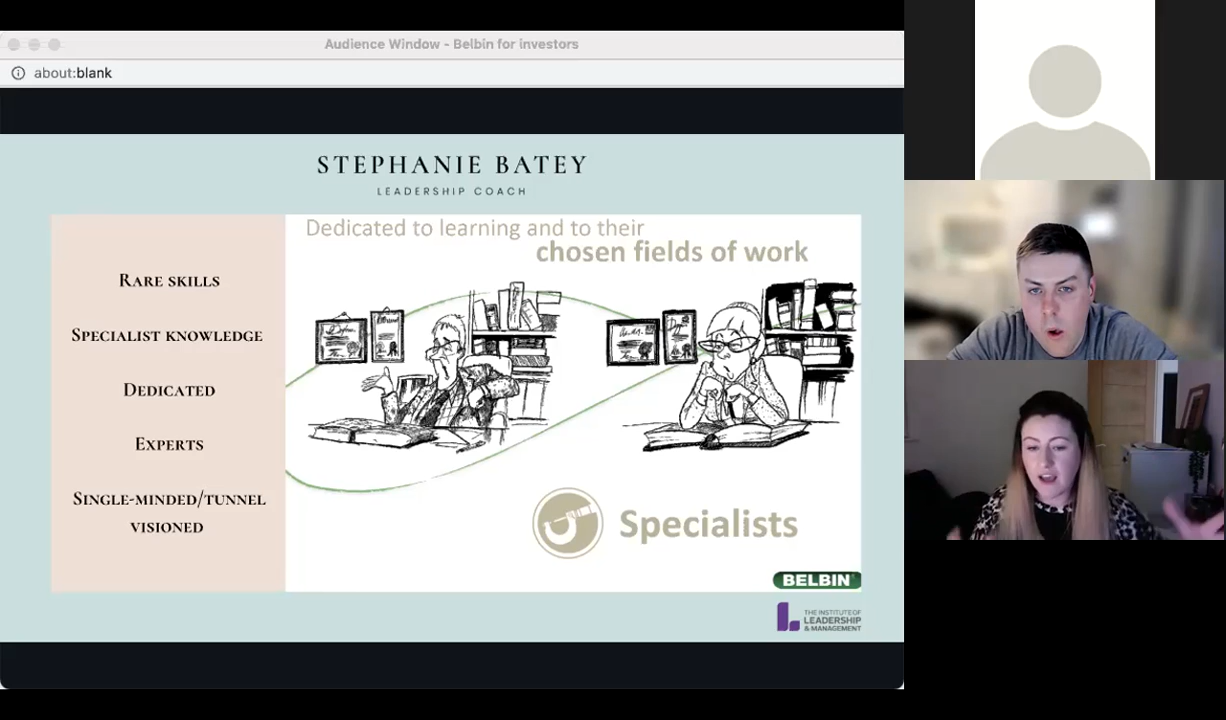 Audience Window - Belbin for investors
about:blank
STEPHANIE BATEY
LEADERSHIP COACH
Dedicated to learning and to their
chosen fields of work
RARE SKILLS
SPECIALIST KNOWLEDGE
DEDICATED
EXPERTS
SINGLE-MINDED/TUNNEL
VISIONED
Specialists
BELBIN®
THE INSTITUTE OF
LEADERSHIP
& MANAGEMENT